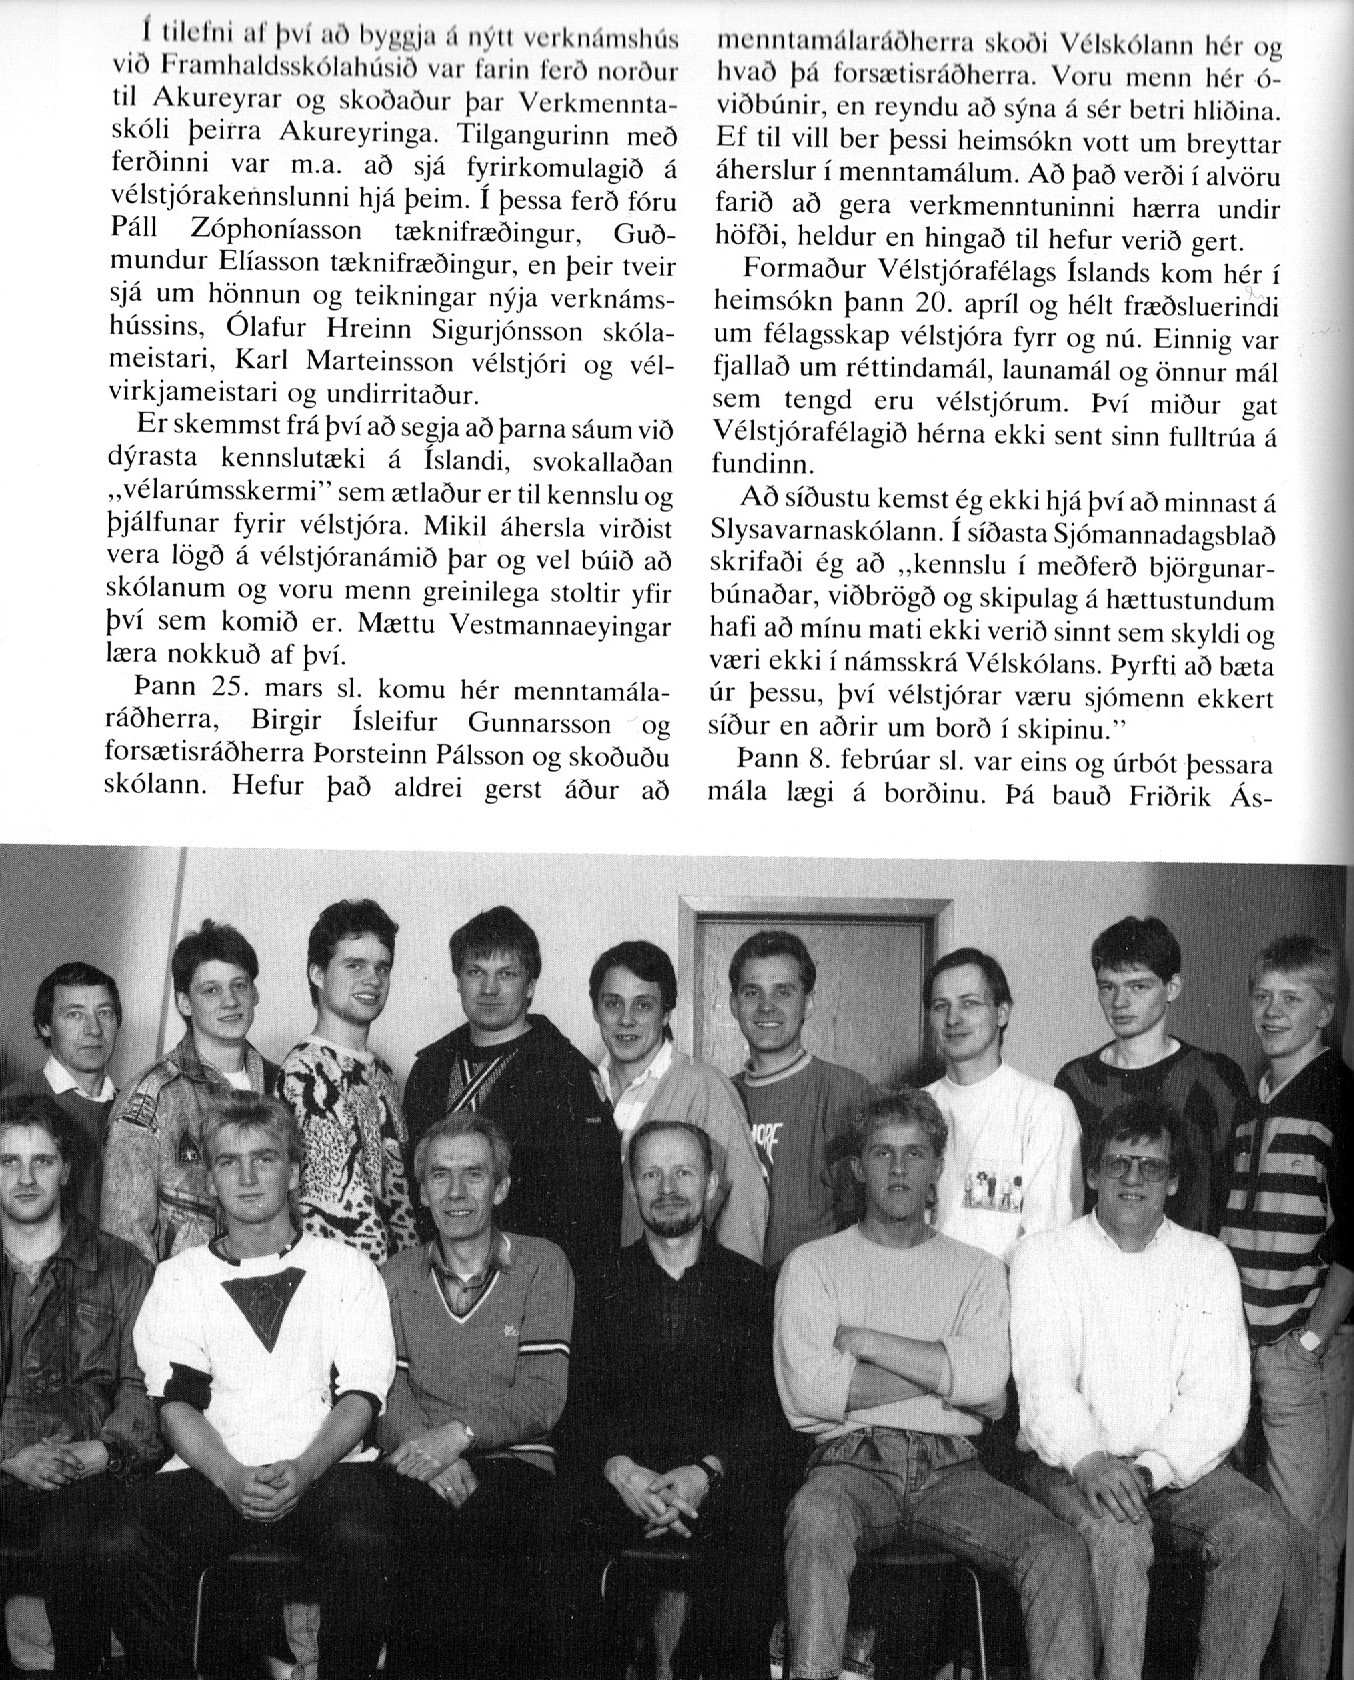 Í tilefni af því að byggja á nýtt verknámshús
við Framhaldsskólahúsið var farin ferð norður
til Akureyrar og skoðaður þar Verkmennta-
skóli þeirra Akureyringa. Tilgangurinn með
ferðinni var m.a. að sjá fyrirkomulagið á
vélstjórakennslunni hjá þeim. Í þessa ferð fóru
Páll Zóphoníasson tæknifræðingur, Guð-
mundur Elíasson tæknifræðingur, en þeir tveir
sjá um hönnun og teikningar nýja verknáms-
hússins, Ólafur Hreinn Sigurjónsson skóla-
meistari, Karl Marteinsson vélstjóri og vél-
virkjameistari og undirritaður.
Er skemmst frá því að segja að þarna sáum við
dýrasta kennslutæki á Íslandi, svokallaðan
,,vélarúmsskermi” sem ætlaður er til kennslu og
þjálfunar fyrir vélstjóra. Mikil áhersla virðist
vera lögð á vélstjóranámið þar og vel búið að
skólanum og voru menn greinilega stoltir yfir
því sem komið er. Mættu Vestmannaeyingar
læra nokkuð af því.
Þann 25. mars sl. komu hér menntamála-
ráðherra, Birgir Ísleifur Gunnarsson og
forsætisráðherra Þorsteinn Pálsson og skoðuðu
skólann. Hefur það aldrei gerst áður að
menntamálaráðherra skoði Vélskólann hér og
hvað þá forsætisráðherra. Voru menn hér ó-
viðbúnir, en reyndu að sýna á sér betri hliðina.
Ef til vill ber þessi heimsókn vott um breyttar
áherslur í menntamálum. Að það verði í alvöru
farið að gera verkmenntuninni hærra undir
höfði, heldur en hingað til hefur verið gert.
Formaður Vélstjórafélags Íslands kom hér í
heimsókn þann 20. apríl og hélt fræðsluerindi
um félagsskap vélstjóra fyrr og nú. Einnig var
fjallað um réttindamál, launamál og önnur mál
sem tengd eru vélstjórum. Því miður gat
Vélstjórafélagið hérna ekki sent sinn fulltrúa á
fundinn.
Að síðustu kemst ég ekki hjá því að minnast á
Slysavarnaskólann. Í síðasta Sjómannadagsblað
skrifaði ég að ,,kennslu í meðferð björgunar-
búnaðar, viðbrögð og skipulag á hættustundum
hafi að mínu mati ekki verið sinnt sem skyldi og
væri ekki í námsskrá Vélskólans. Þyrfti að bæta
úr þessu, því vélstjórar væru sjómenn ekkert
síður en aðrir um borð í skipinu.”
Þann 8. febrúar sl. var eins og úrbót þessara
mála lægi á borðinu. Þá bauð Friðrik Ás-